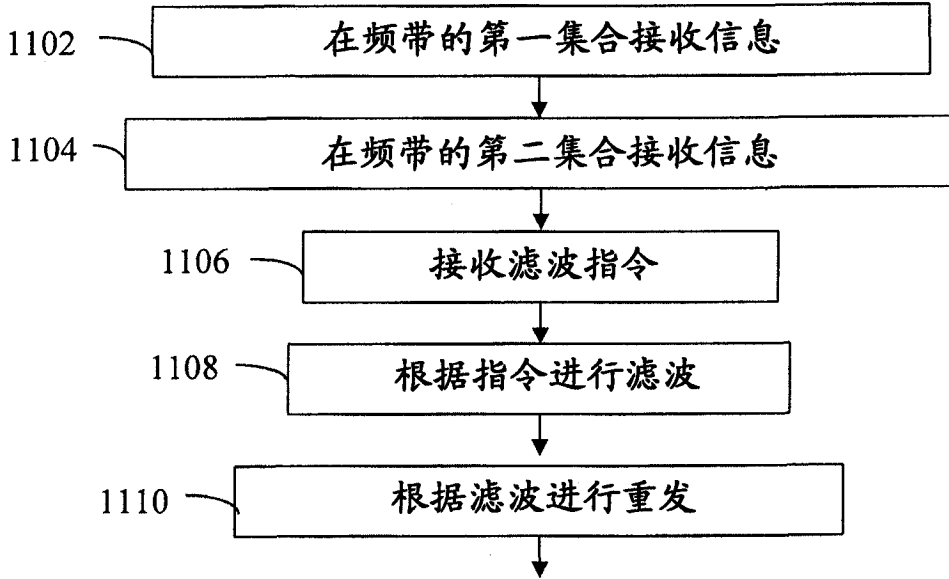 1102 在频带的第一集合接收信息
1104 在频带的第二集合接收信息
1106 接收滤波指令
1108 根据指令进行滤波
1110 根据滤波进行重发